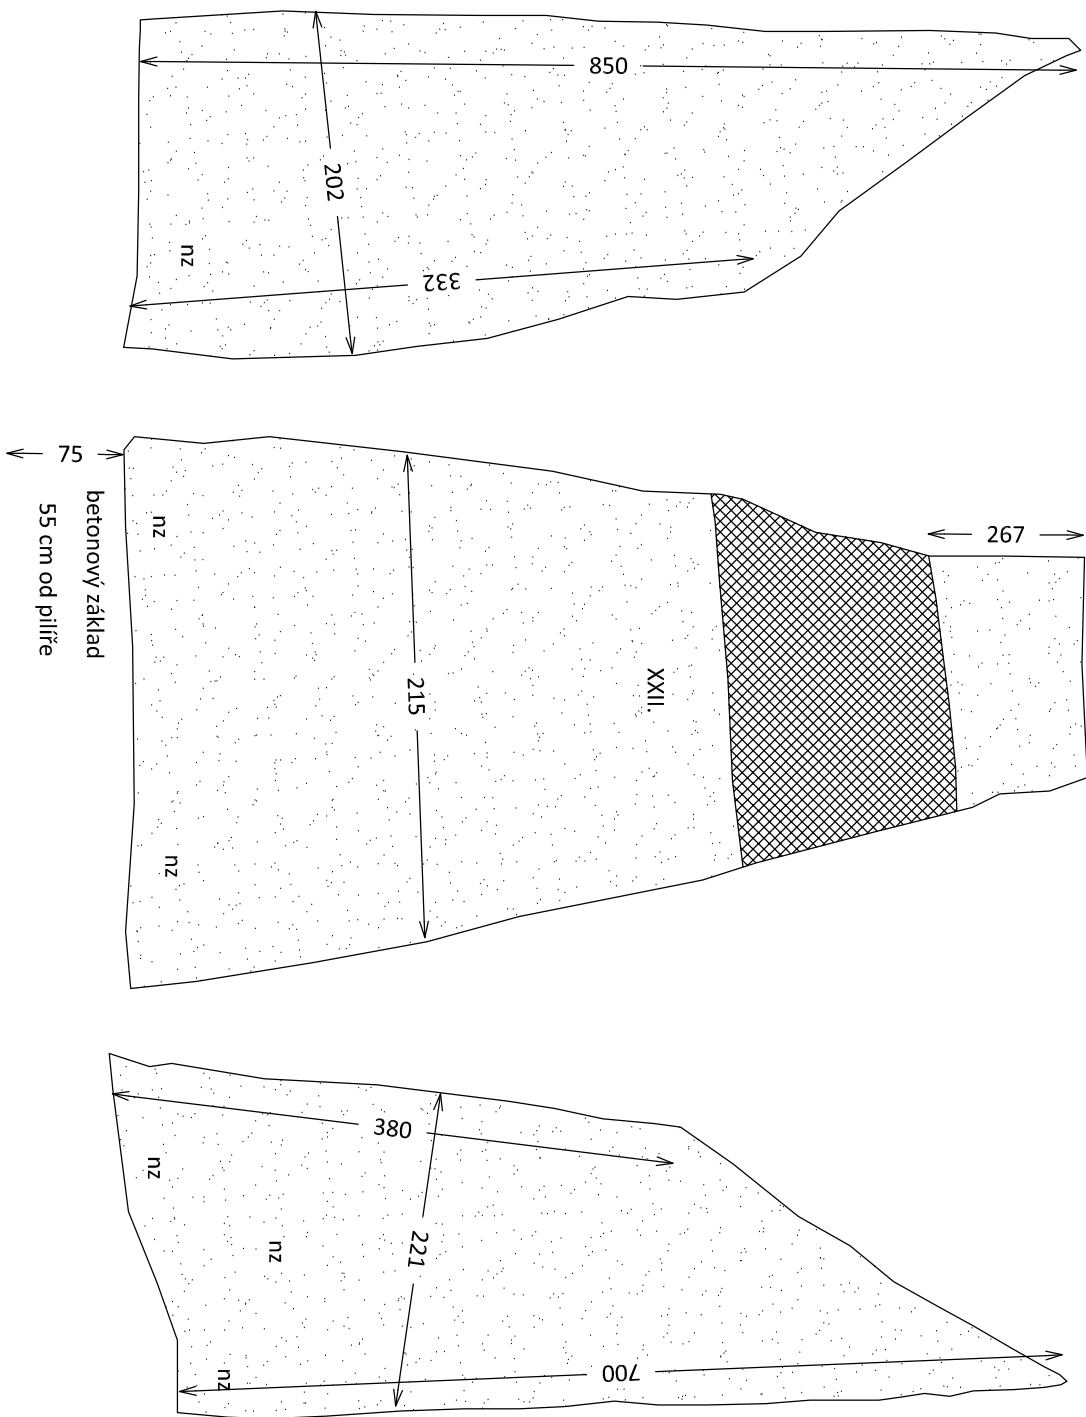 850
202
332
nz
75
267
betonový základ
55 cm od pilíře
nz
215
XXII.
nz
380
221
nz
nz
700
nz